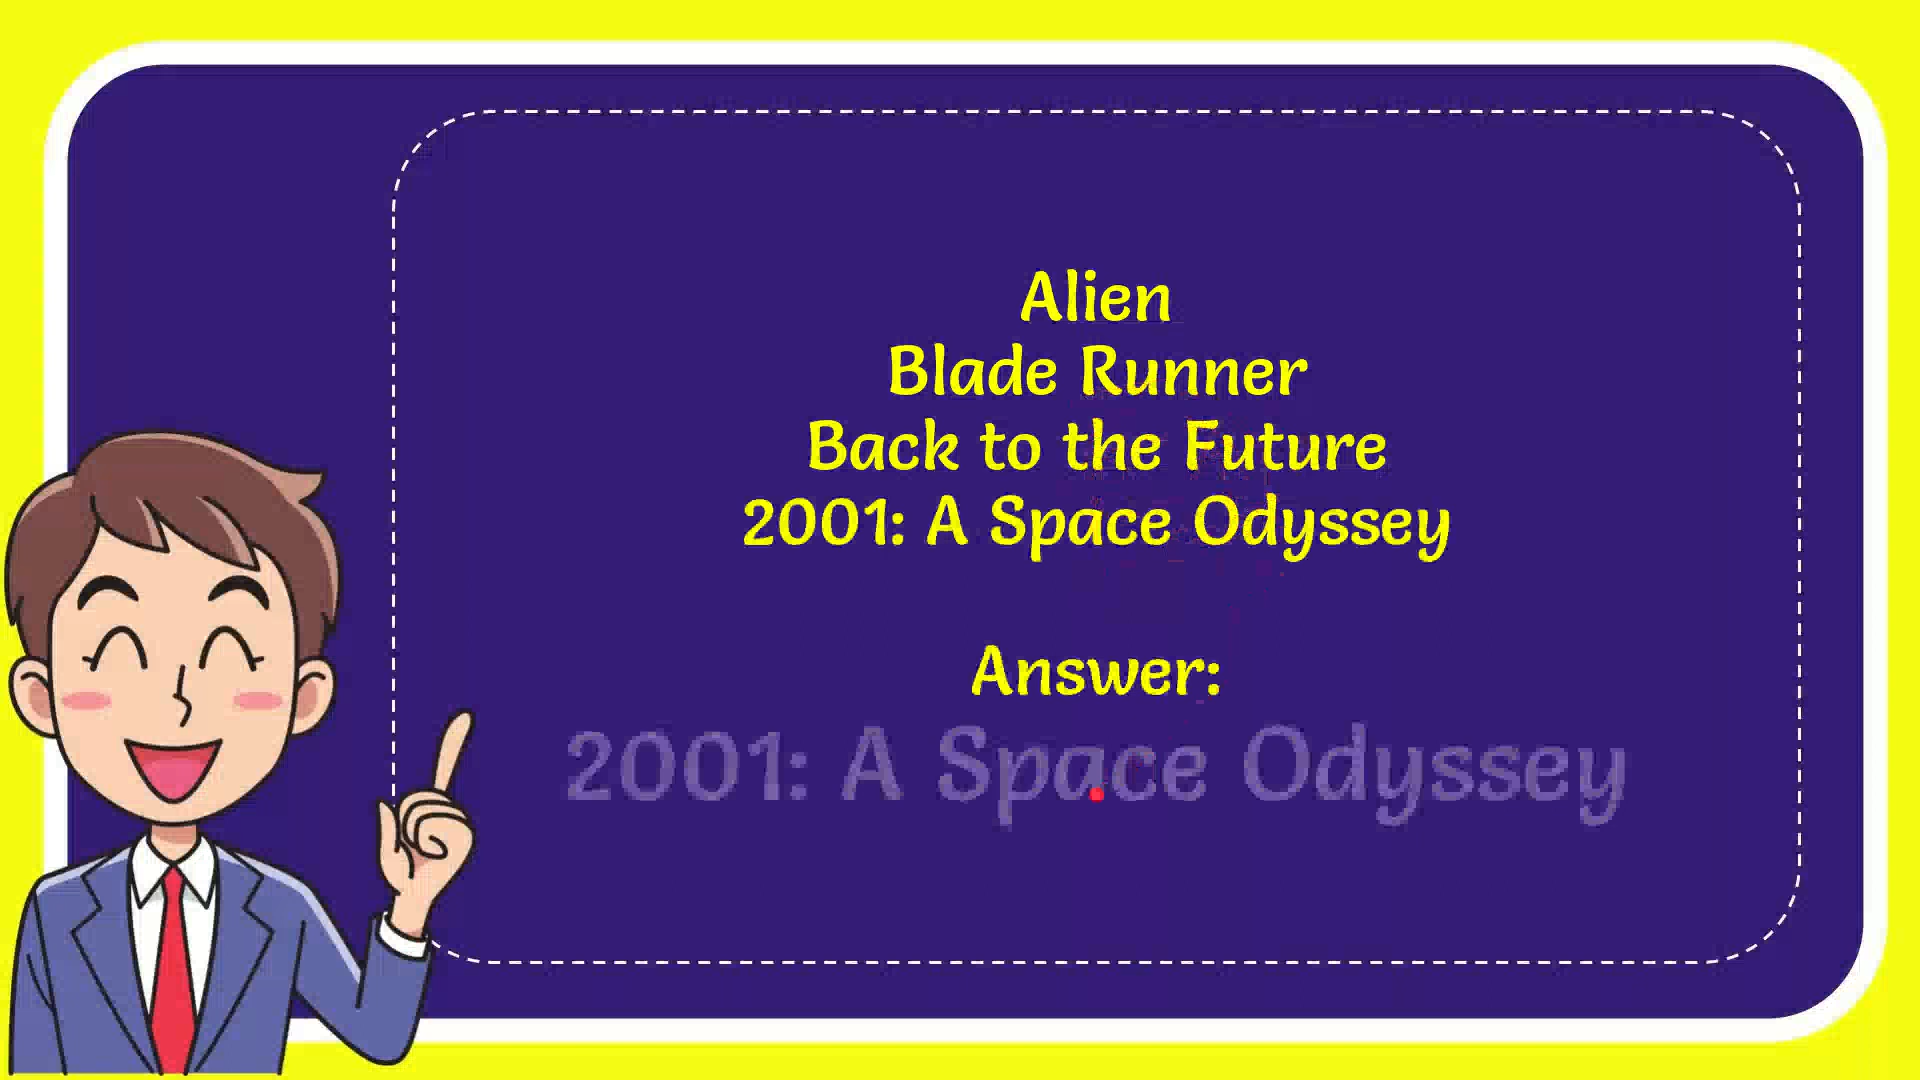 Alien
Blade Runner
Back to the Future
2001: A Space Odyssey
Answer:
2001: A Space Odyssey